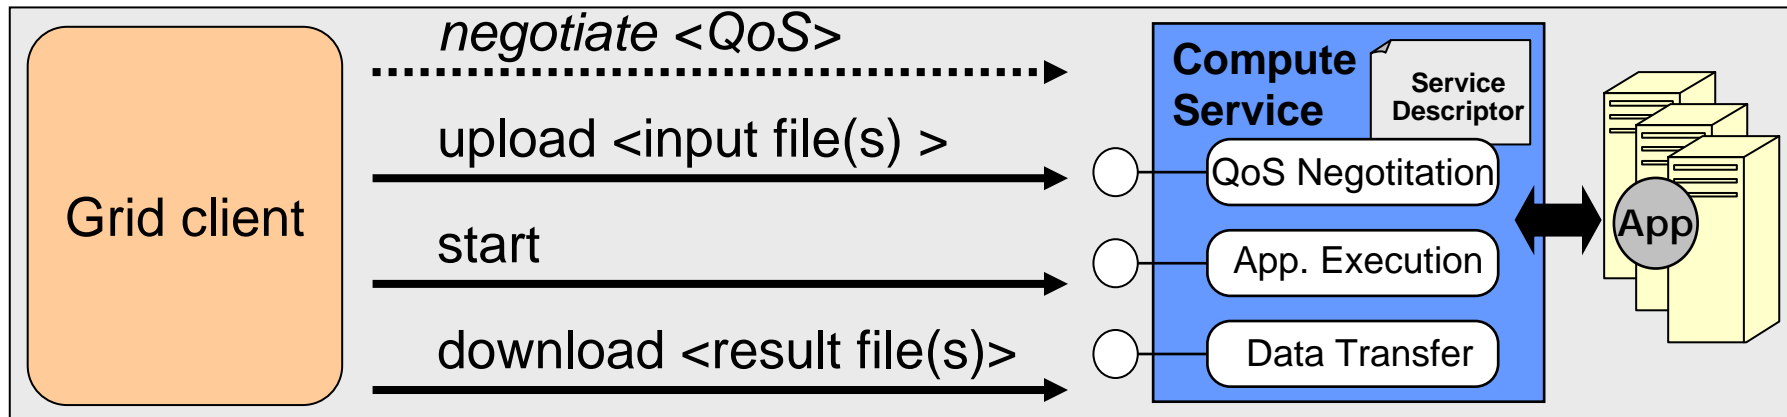 Grid client
negotiate <QoS>
upload <input file(s) >
start
download <result file(s)>
Compute
Service
Service
Descriptor
QoS Negotitation
App. Execution
Data Transfer
App